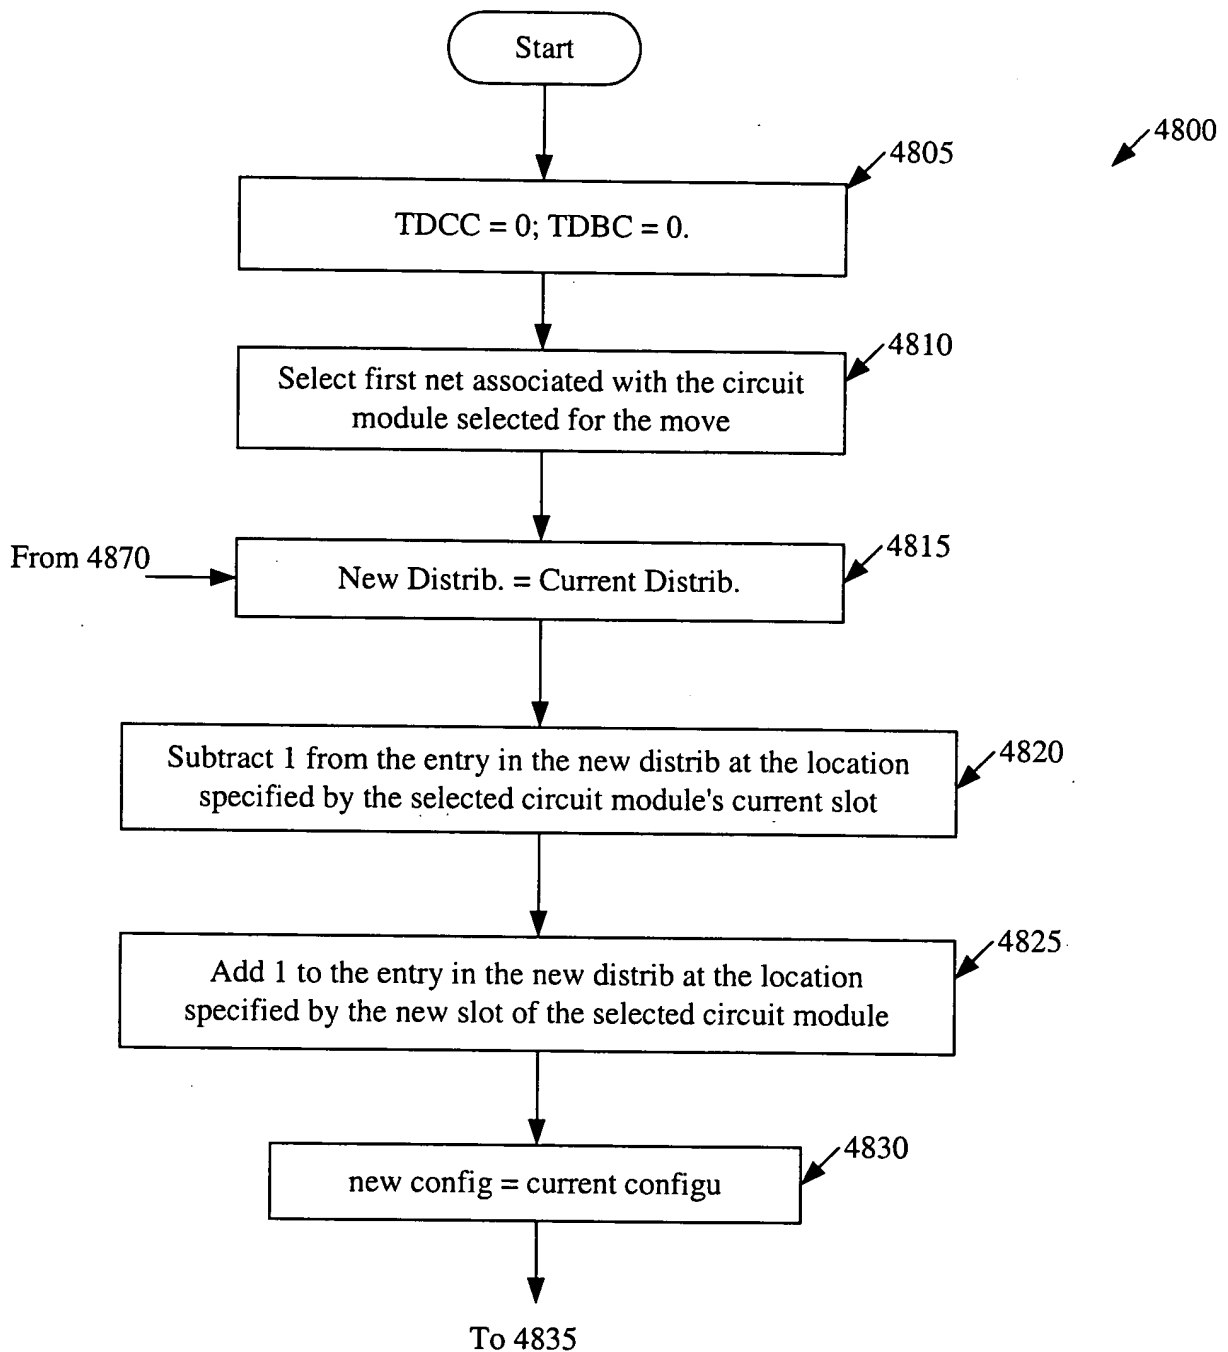 Start
4800
4805
TDCC = 0; TDBC = 0.
4810
Select first net associated with the circuit
module selected for the move
From 4870
4815
New Distrib. = Current Distrib.
4820
Subtract 1 from the entry in the new distrib at the location
specified by the selected circuit module's current slot
4825
Add 1 to the entry in the new distrib at the location
specified by the new slot of the selected circuit module
4830
new config = current configu
To 4835